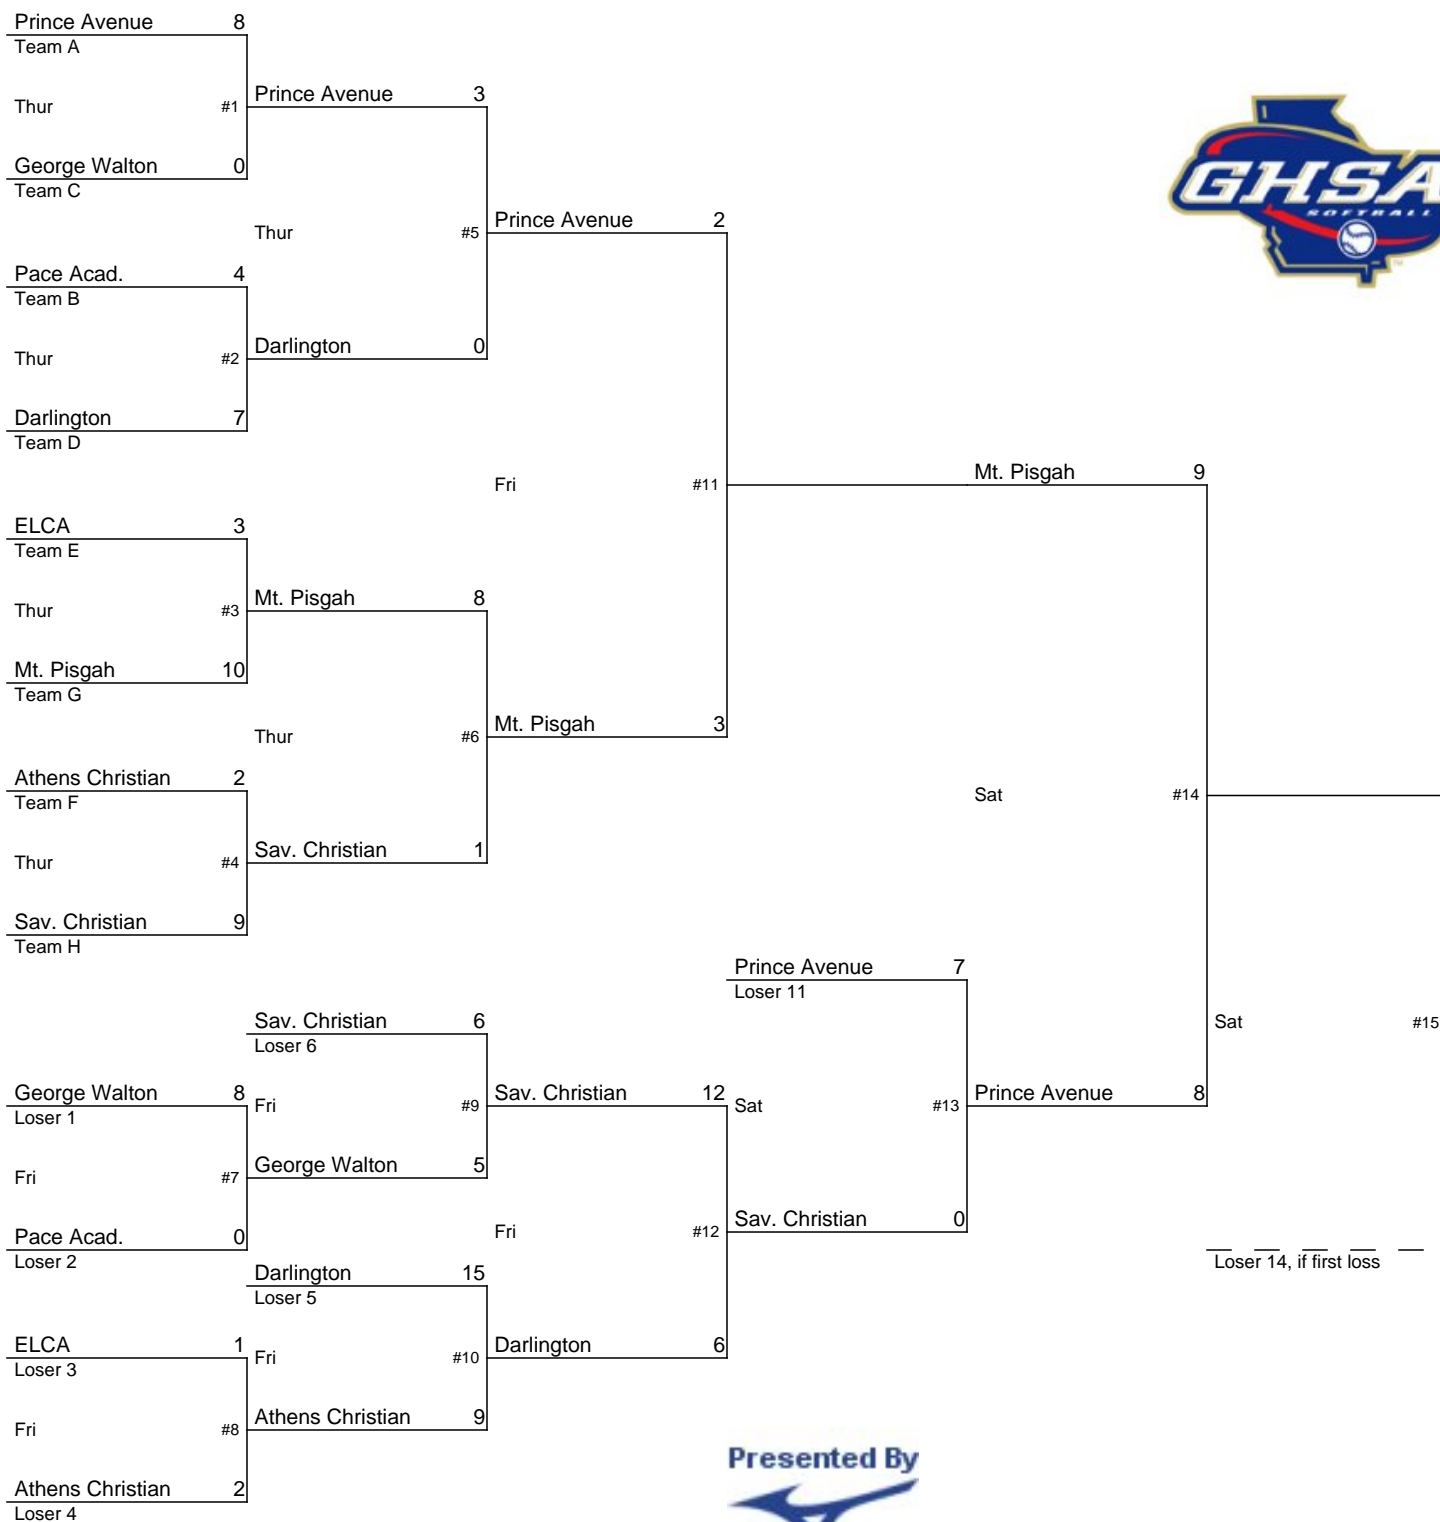 Prince Avenue 8
Team A
Thur #1
Prince Avenue 3
George Walton 0
Team C
Thur #5
Prince Avenue 2
Pace Acad. 4
Team B
Thur #2
Darlington 0
Darlington 7
Team D
GHSA
SOFTBALL
TM
Fri #11
Mt. Pisgah 9
ELCA 3
Team E
Thur #3
Mt. Pisgah 8
Mt. Pisgah 10
Team G
Thur #6
Mt. Pisgah 3
Athens Christian 2
Team F
Thur #4
Sav. Christian 1
Sav. Christian 9
Team H
Sat #14
Prince Avenue 7
Loser 11
Sav. Christian 6
Loser 6
Sat #15
George Walton 8
Loser 1
Fri #9
Sav. Christian 12
Sat #13
Prince Avenue 8
Fri #7
George Walton 5
Pace Acad. 0
Loser 2
Fri #12
Sav. Christian 0
Loser 14, if first loss
Darlington 15
Loser 5
ELCA 1
Loser 3
Fri #10
Darlington 6
Fri #8
Athens Christian 9
Athens Christian 2
Loser 4
Presented By